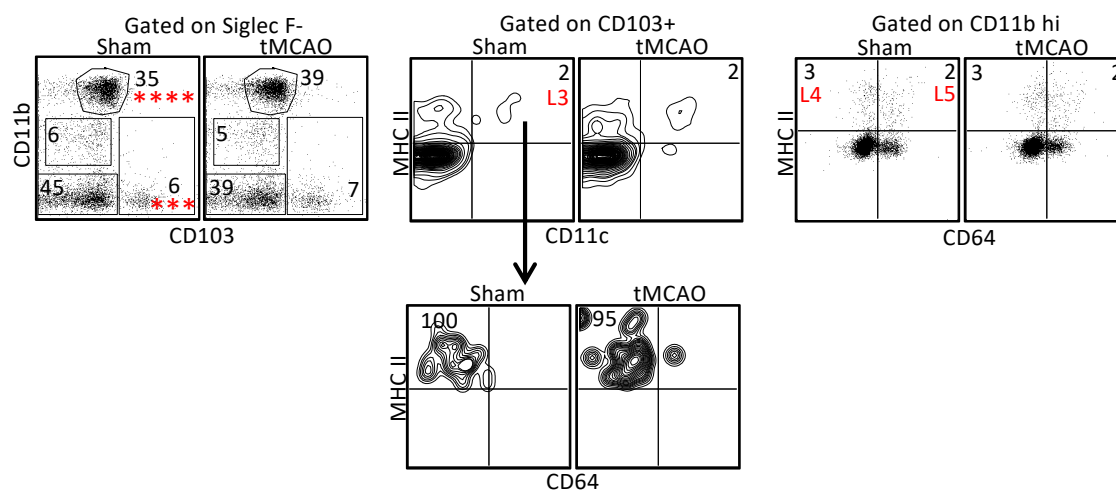 Gated on Siglec F-
Sham tMCAO
CD11b
35
****
39
6
5
45
6
***
39
7
CD103
Gated on CD103+
Sham tMCAO
MHC II
2
L3
2
CD11c
Gated on CD11b hi
Sham tMCAO
MHC II
3
2
L4
L5
3
2
CD64
Sham tMCAO
MHC II
100
95
CD64